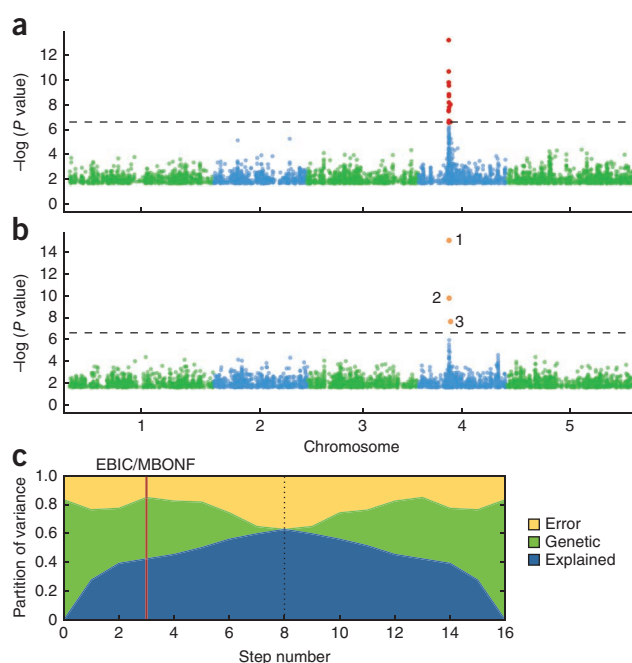 a
12
10
8
6
4
2
0
–log (P value)
b
14
12
10
8
6
4
2
0
–log (P value)
1
2
3
1 2 3 4 5
Chromosome
c
EBIC/MBONF
1.0
0.8
0.6
0.4
0.2
0
Partition of variance
0 2 4 6 8 10 12 14 16
Step number
Error
Genetic
Explained